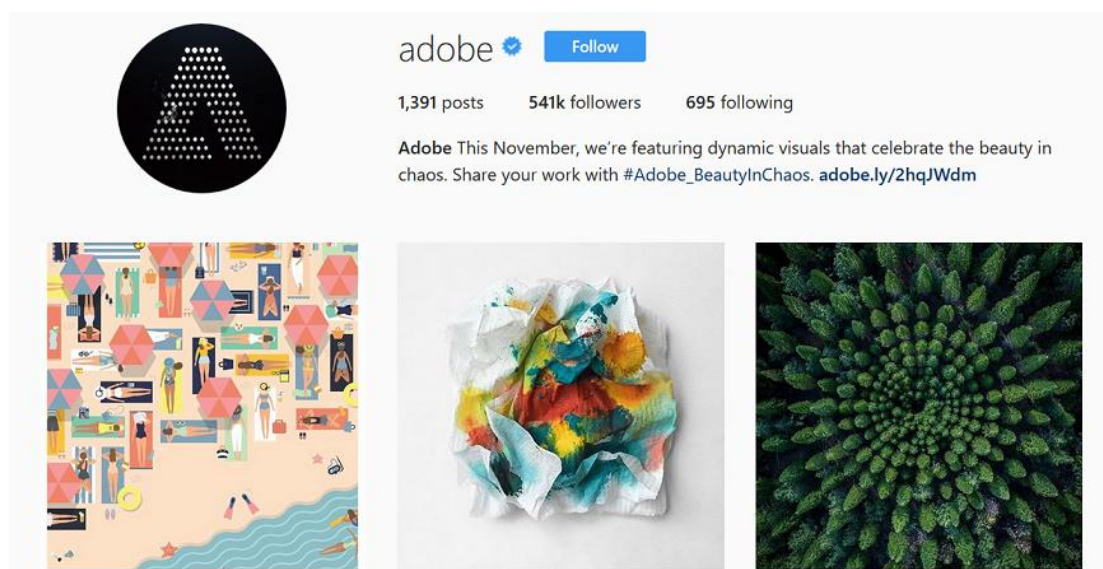 adobe Follow
1,391 posts 541k followers 695 following
Adobe This November, we're featuring dynamic visuals that celebrate the beauty in
chaos. Share your work with #Adobe_BeautyInChaos. adobe.ly/2hqJWdm